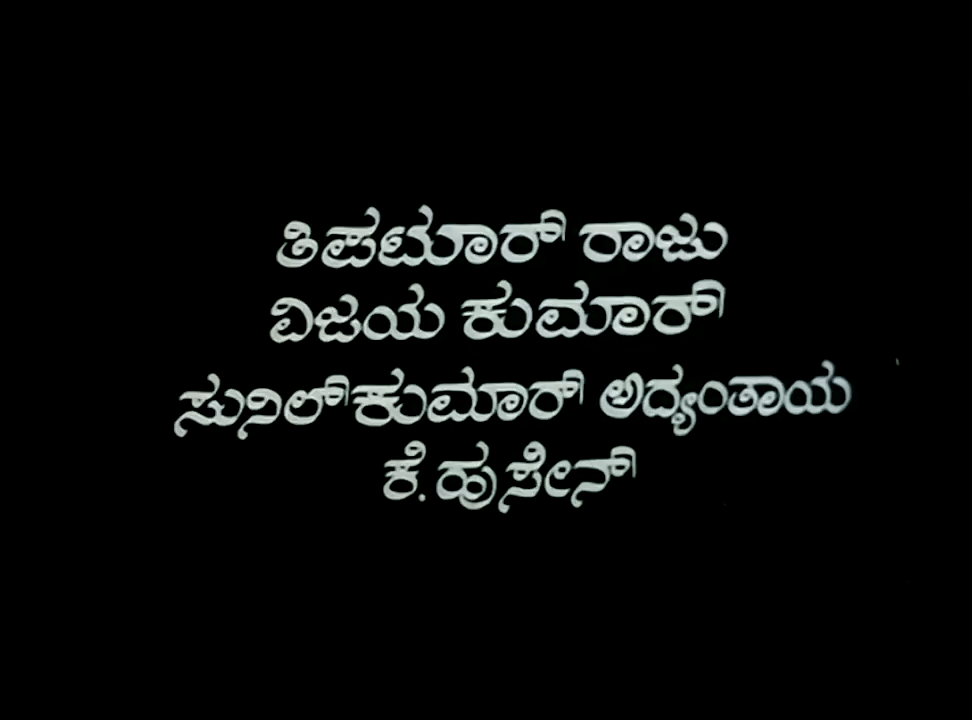 ತಿಪಟೂರ್ ರಾಜು
ವಿಜಯ ಕುಮಾರ್
ಸುನಿಲ್‌ಕುಮಾರ್ ಅದ್ಯಂತಾಯ
ಕೆ. ಹುಸೇನ್